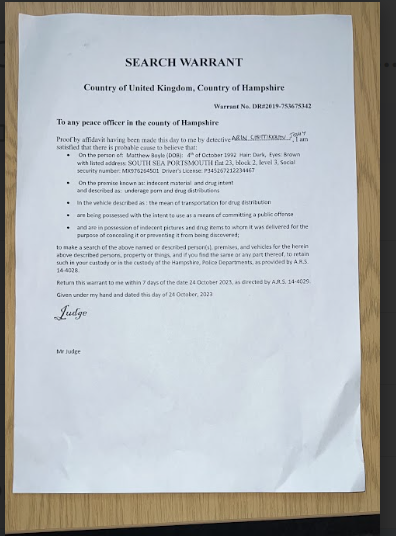 SEARCH WARRANT
Country of United Kingdom, Country of Hampshire
Warrant No. DR#2019-753675342
To any peace officer in the county of Hampshire
Proof by affidavit having been made this day to me by detective I am
satisfied that there is probable cause to believe that:
• On the person of: Matthew Boyle (DOB): 4th of October 1992 Hair: Dark, Eyes: Brown
with listed address: SOUTH SEA PORTSMOUTH flat 23, block 2, level 3, Social
security number: Driver's License:
• On the premise known as: indecent material and drug intent
and described as: underage porn and drug distributions
• In the vehicle described as : the mean of transportation for drug distribution
• are being possessed with the intent to use as a means of committing a public offense
• and are in possession of indecent pictures and drug items to whom it was delivered for the
purpose of concealing it or preventing it from being discovered;
to make a search of the above named or described person(s), premises, and vehicles for the herein
above described persons, property or things, and if you find the same or any part thereof, to retain
such in your custody or in the custody of the Hampshire, Police Departments, as provided by A.R.S.
14-4028.
Return this warrant to me within 7 days of the date 24 October 2023, as directed by A.R.S. 14-4029.
Given under my hand and dated this day of 24 October, 2023
Judge
Mr Judge